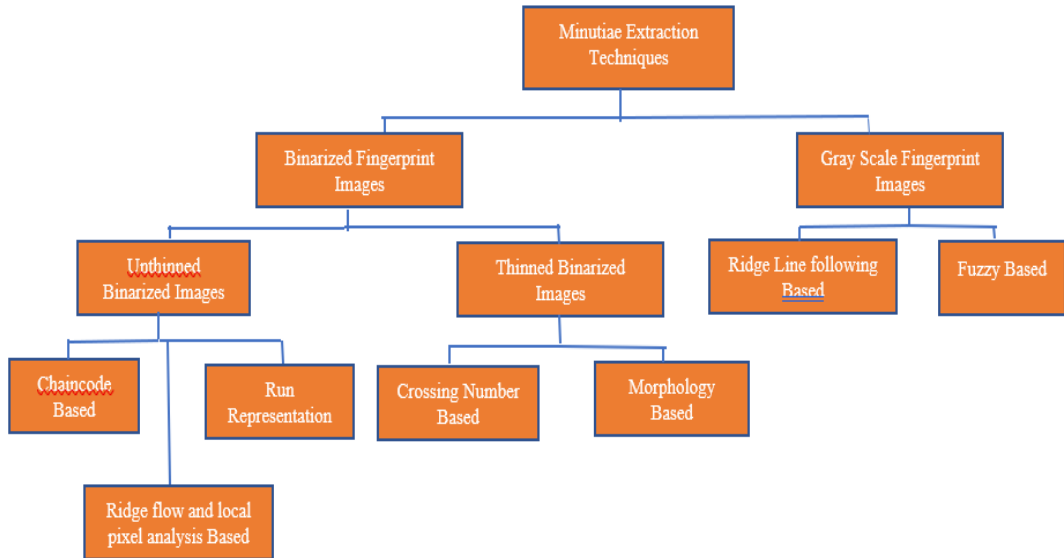 Minutiae Extraction
Techniques
Binarized Fingerprint
Images
Gray Scale Fingerprint
Images
Unthinned
Binarized Images
Thinned Binarized
Images
Ridge Line following
Based
Fuzzy Based
Chaincode
Based
Run
Representation
Crossing Number
Based
Morphology
Based
Ridge flow and local
pixel analysis Based